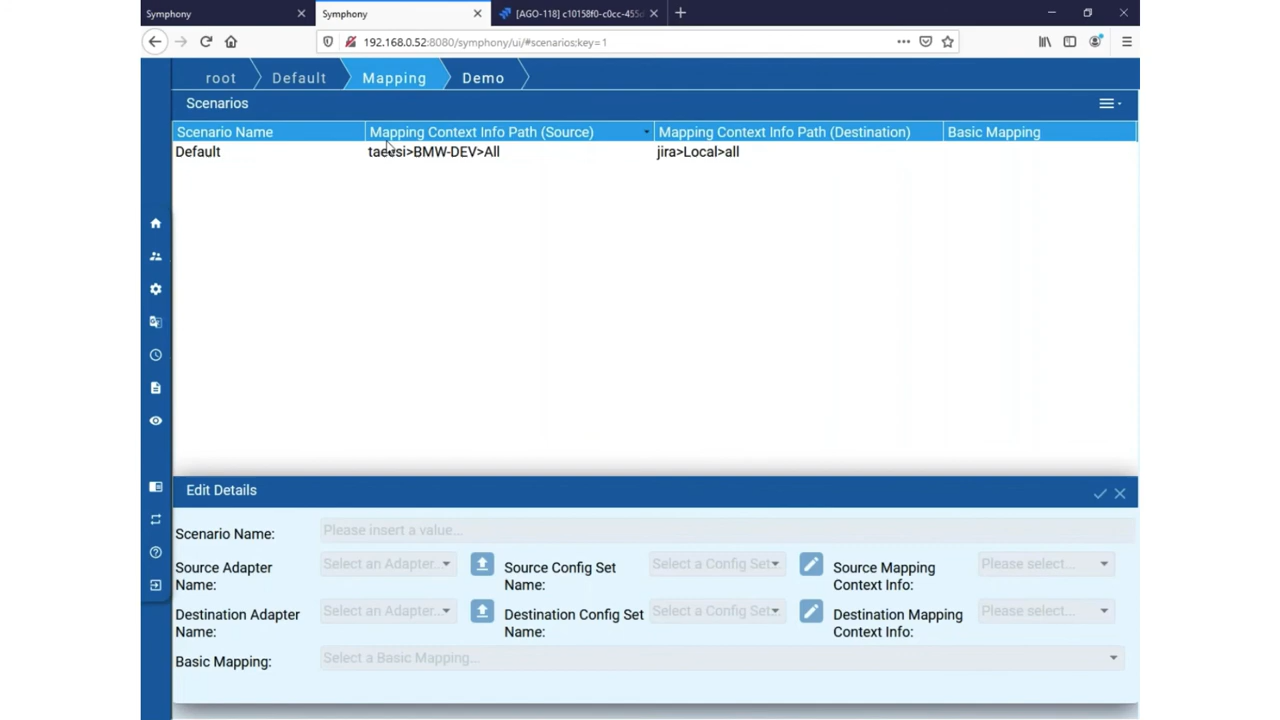 Symphony
Symphony
[AGO-118] c10158f0-c0cc-455
192.168.0.52:8080/symphony/ui/#scenarios;key=1
root Default Mapping Demo
Scenarios
Scenario Name Mapping Context Info Path (Source) Mapping Context Info Path (Destination) Basic Mapping
Default >BMW-DEV>All jira>Local>all
Edit Details
Scenario Name: Please insert a value...
Source Adapter Name: Select an Adapter... Source Config Set Name: Select a Config Set Source Mapping Context Info: Please select...
Destination Adapter Name: Select an Adapter... Destination Config Set Name: Select a Config Set Destination Mapping Context Info: Please select...
Basic Mapping: Select a Basic Mapping...